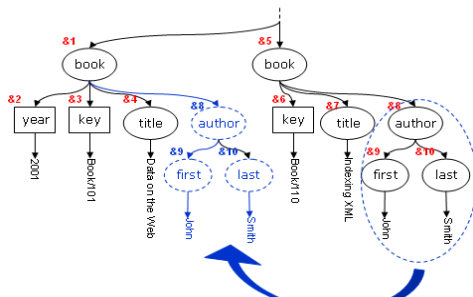 &1
book
&5
book
&2
year
&3
key
&4
title
&8
author
&6
key
&7
title
&8
author
&9
first
&10
last
&9
first
&10
last
2001
Book/101
Data on the Web
John
Smith
Book/110
Indexing XML
John
Smith